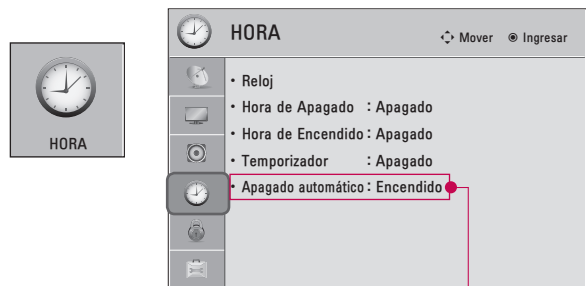 HORA
HORA
Mover
Ingresar
• Reloj
• Hora de Apagado : Apagado
• Hora de Encendido : Apagado
• Temporizador : Apagado
• Apagado automático : Encendido